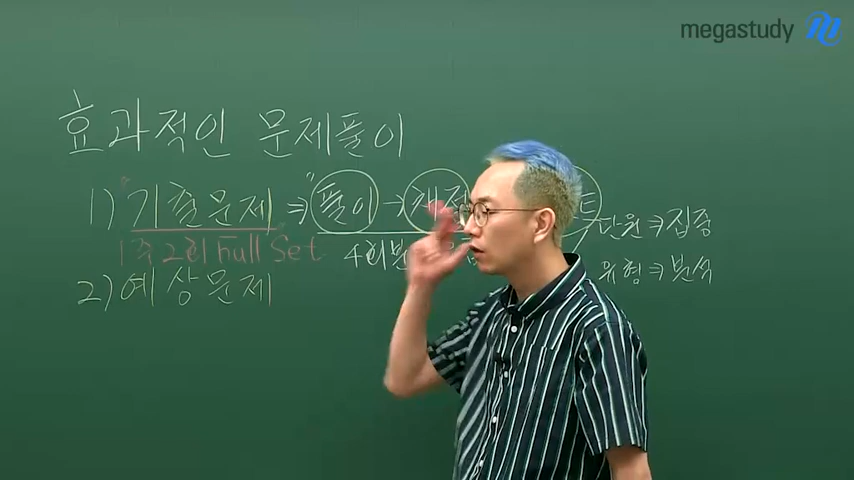 megastudy
효과적인 문제풀이
1) 기출문제 ⇒ 풀이 → 채점
단원 ⇒ 집중
1주 2회 Full Set
4회분
유형 ⇒ 분석
2) 예상문제